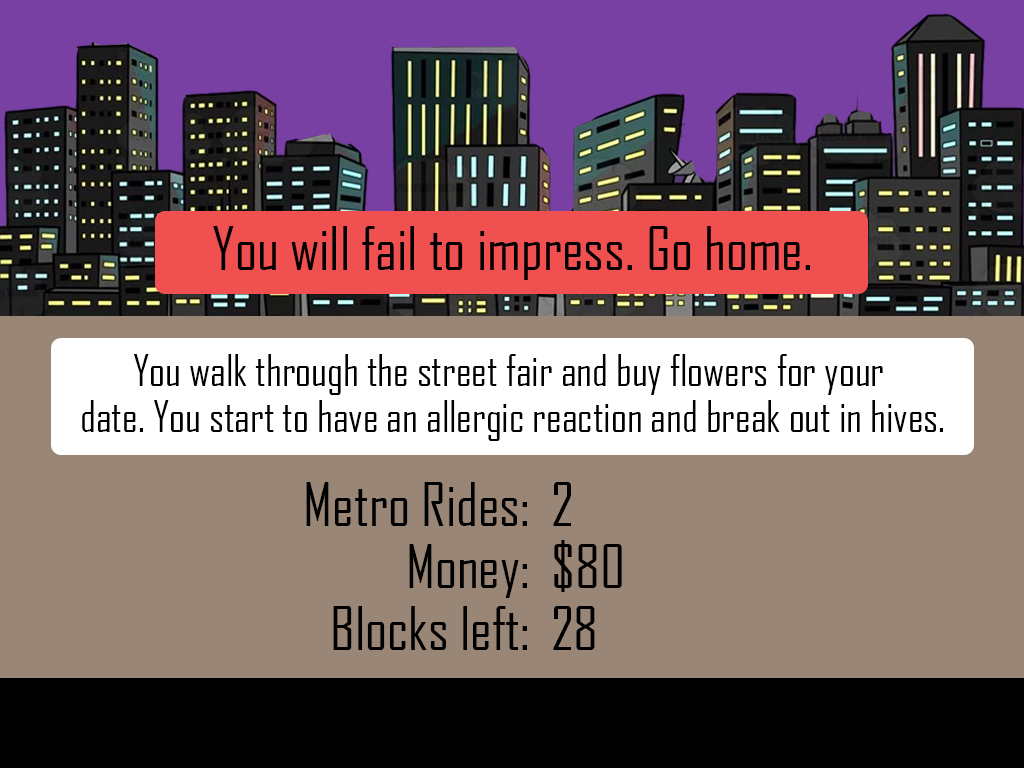 You will fail to impress. Go home.
You walk through the street fair and buy flowers for your
date. You start to have an allergic reaction and break out in hives.
Metro Rides: 2
Money: $80
Blocks left: 28